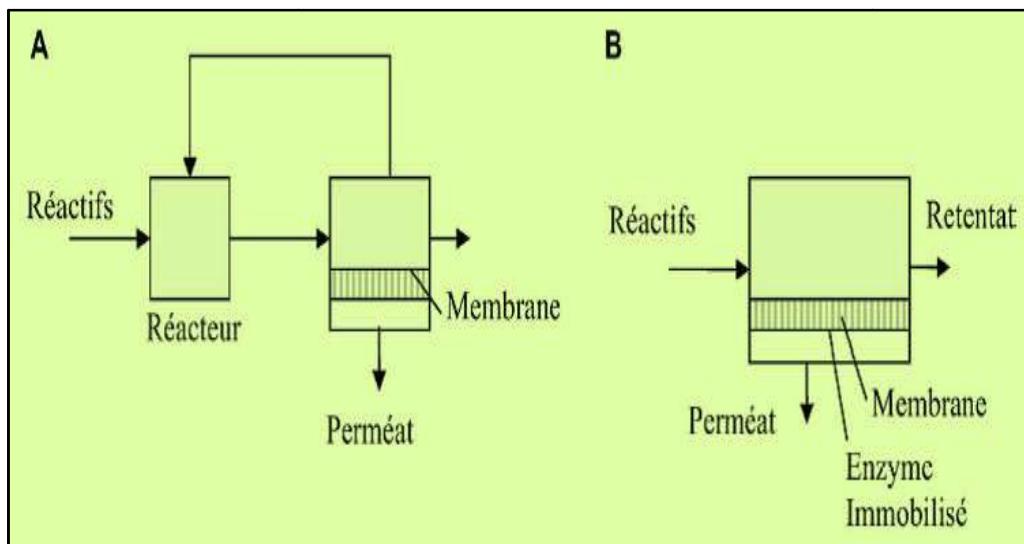 A
Réactifs
Réacteur
Membrane
Perméat
B
Réactifs
Retentat
Perméat
Membrane
Enzyme
Immobilisé